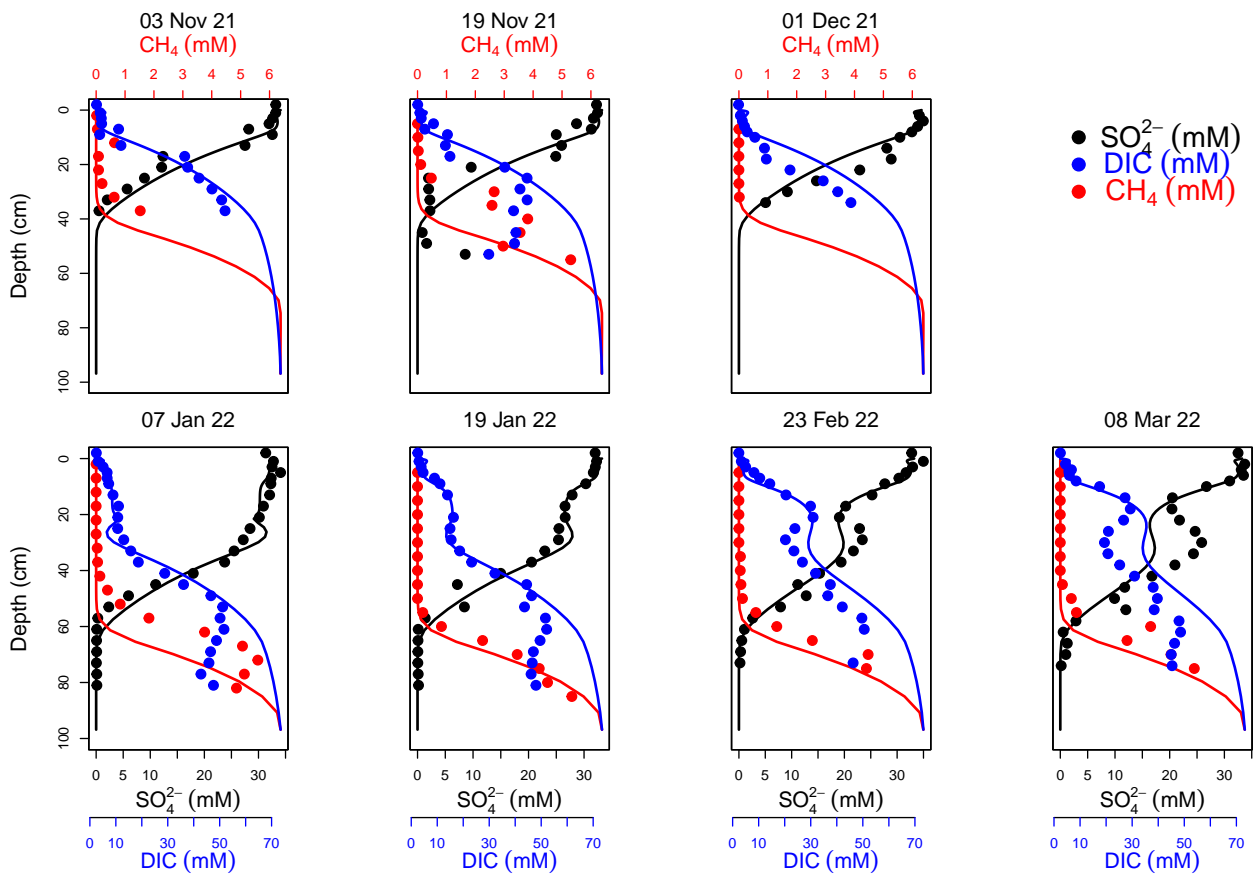 03 Nov 21 19 Nov 21 01 Dec 21
CH₄ (mM) CH₄ (mM) CH₄ (mM)
0 1 2 3 4 5 6 0 1 2 3 4 5 6 0 1 2 3 4 5 6
SO₄²⁻ (mM)
DIC (mM)
CH₄ (mM)
Depth (cm)
0
20
40
60
80
100
07 Jan 22 19 Jan 22 23 Feb 22 08 Mar 22
Depth (cm)
0
20
40
60
80
100
0 5 10 20 30 0 5 10 20 30 0 5 10 20 30 0 5 10 20 30
SO₄²⁻ (mM) SO₄²⁻ (mM) SO₄²⁻ (mM) SO₄²⁻ (mM)
0 10 30 50 70 0 10 30 50 70 0 10 30 50 70 0 10 30 50 70
DIC (mM) DIC (mM) DIC (mM) DIC (mM)